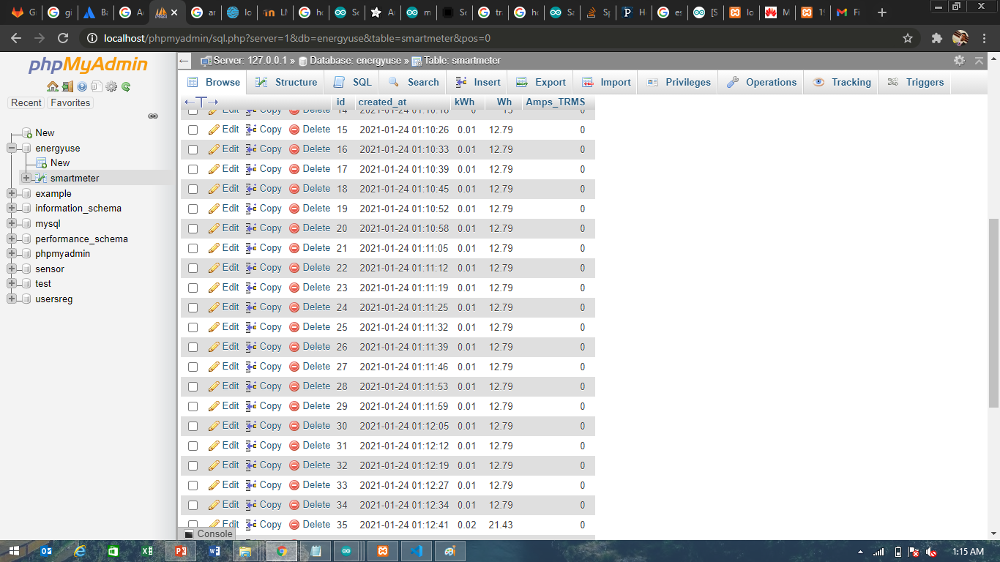 G
gi
Ba
Ac
ar
lo
LM
ho
Se
A
m
Se
tr
ho
Sa
Sp
H
es
[S
lo
M
19
Fi
localhost/phpmyadmin/sql.php?server=1&db=energyuse&table=smartmeter&pos=0
phpMyAdmin
Recent Favorites
New
energyuse
New
smartmeter
example
information_schema
mysql
performance_schema
phpmyadmin
sensor
test
usersreg
Server: 127.0.0.1 » Database: energyuse » Table: smartmeter
Browse Structure SQL Search Insert Export Import Privileges Operations Tracking Triggers
id created_at kWh Wh Amps_TRMS
Edit Copy Delete 14 2021-01-24 01:10:18 0 15 0
Edit Copy Delete 15 2021-01-24 01:10:26 0.01 12.79 0
Edit Copy Delete 16 2021-01-24 01:10:33 0.01 12.79 0
Edit Copy Delete 17 2021-01-24 01:10:39 0.01 12.79 0
Edit Copy Delete 18 2021-01-24 01:10:45 0.01 12.79 0
Edit Copy Delete 19 2021-01-24 01:10:52 0.01 12.79 0
Edit Copy Delete 20 2021-01-24 01:10:58 0.01 12.79 0
Edit Copy Delete 21 2021-01-24 01:11:05 0.01 12.79 0
Edit Copy Delete 22 2021-01-24 01:11:12 0.01 12.79 0
Edit Copy Delete 23 2021-01-24 01:11:19 0.01 12.79 0
Edit Copy Delete 24 2021-01-24 01:11:25 0.01 12.79 0
Edit Copy Delete 25 2021-01-24 01:11:32 0.01 12.79 0
Edit Copy Delete 26 2021-01-24 01:11:39 0.01 12.79 0
Edit Copy Delete 27 2021-01-24 01:11:46 0.01 12.79 0
Edit Copy Delete 28 2021-01-24 01:11:53 0.01 12.79 0
Edit Copy Delete 29 2021-01-24 01:11:59 0.01 12.79 0
Edit Copy Delete 30 2021-01-24 01:12:05 0.01 12.79 0
Edit Copy Delete 31 2021-01-24 01:12:12 0.01 12.79 0
Edit Copy Delete 32 2021-01-24 01:12:19 0.01 12.79 0
Edit Copy Delete 33 2021-01-24 01:12:27 0.01 12.79 0
Edit Copy Delete 34 2021-01-24 01:12:34 0.01 12.79 0
Edit Copy Delete 35 2021-01-24 01:12:41 0.02 21.43 0
Console
1:15 AM